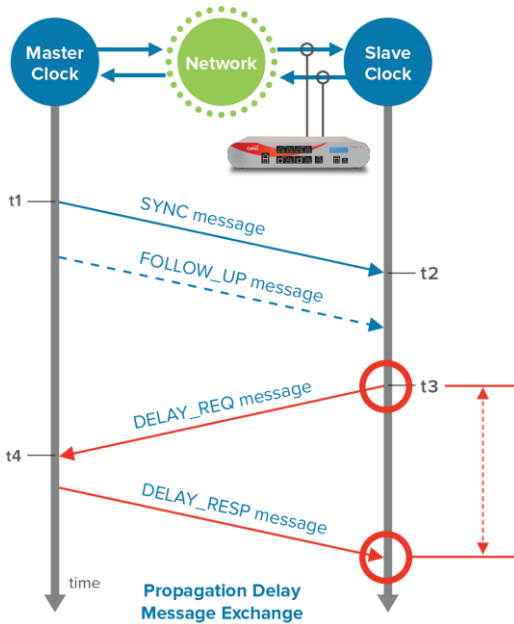 Master
Clock
Network
Slave
Clock
t1
SYNC message
t2
FOLLOW_UP message
t3
DELAY_REQ message
t4
DELAY_RESP message
time
Propagation Delay
Message Exchange